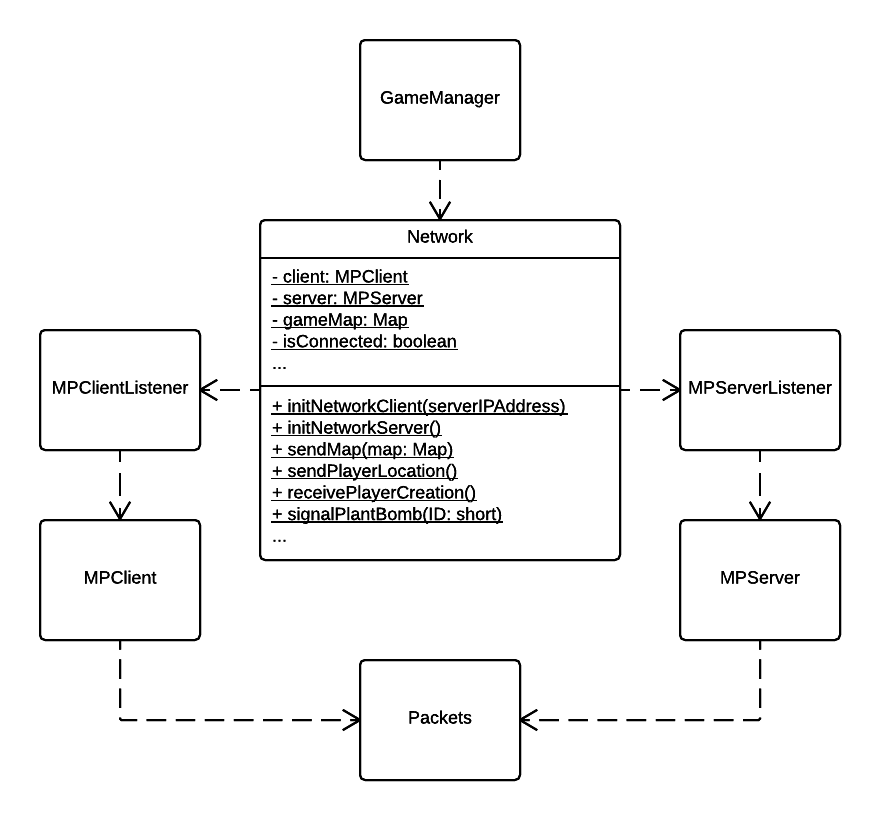 GameManager
Network
- client: MPClient
- server: MPServer
- gameMap: Map
- isConnected: boolean
...
MPClientListener
MPServerListener
+ initNetworkClient(serverIPAddress)
+ initNetworkServer()
+ sendMap(map: Map)
+ sendPlayerLocation()
+ receivePlayerCreation()
+ signalPlantBomb(ID: short)
...
MPClient
MPServer
Packets